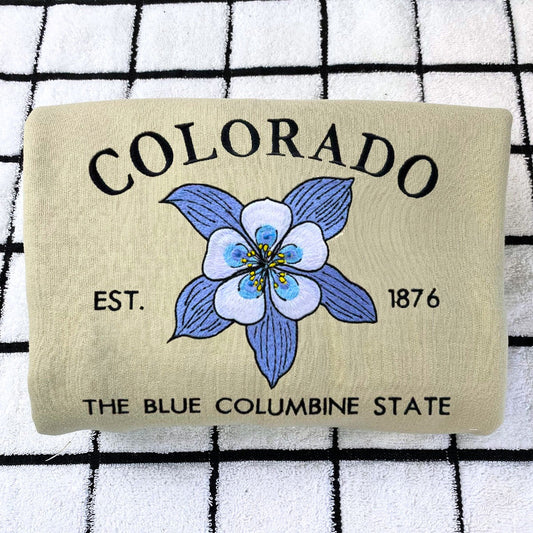 COLORADO
EST. 1876
THE BLUE COLUMBINE STATE